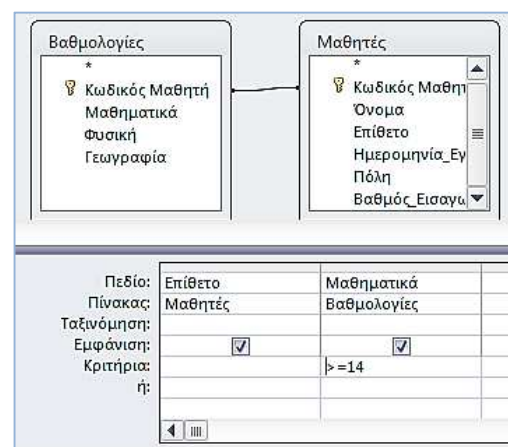 Βαθμολογίες
*
Κωδικός Μαθητή
Μαθηματικά
Φυσική
Γεωγραφία
Μαθητές
*
Κωδικός Μαθητ
Όνομα
Επίθετο
Ημερομηνία_Εγ
Πόλη
Βαθμός_Εισαγω
Πεδίο: Επίθετο Μαθηματικά
Πίνακας: Μαθητές Βαθμολογίες
Ταξινόμηση:
Εμφάνιση:
Κριτήρια: >=14
ή: